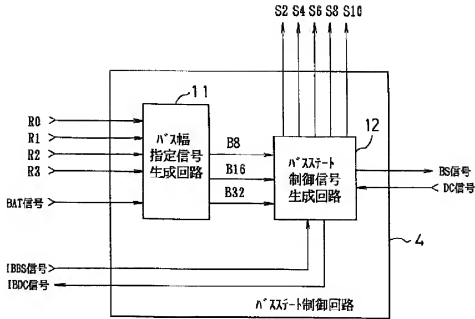 S2 S4 S6 S8 S10
11
R0
R1
R2
R3
BAT信号
バス幅
指定信号
生成回路
B8
B16
B32
12
バスステート
制御信号
生成回路
BS信号
DC信号
4
IBBS信号
IBDC信号
バスステート制御回路